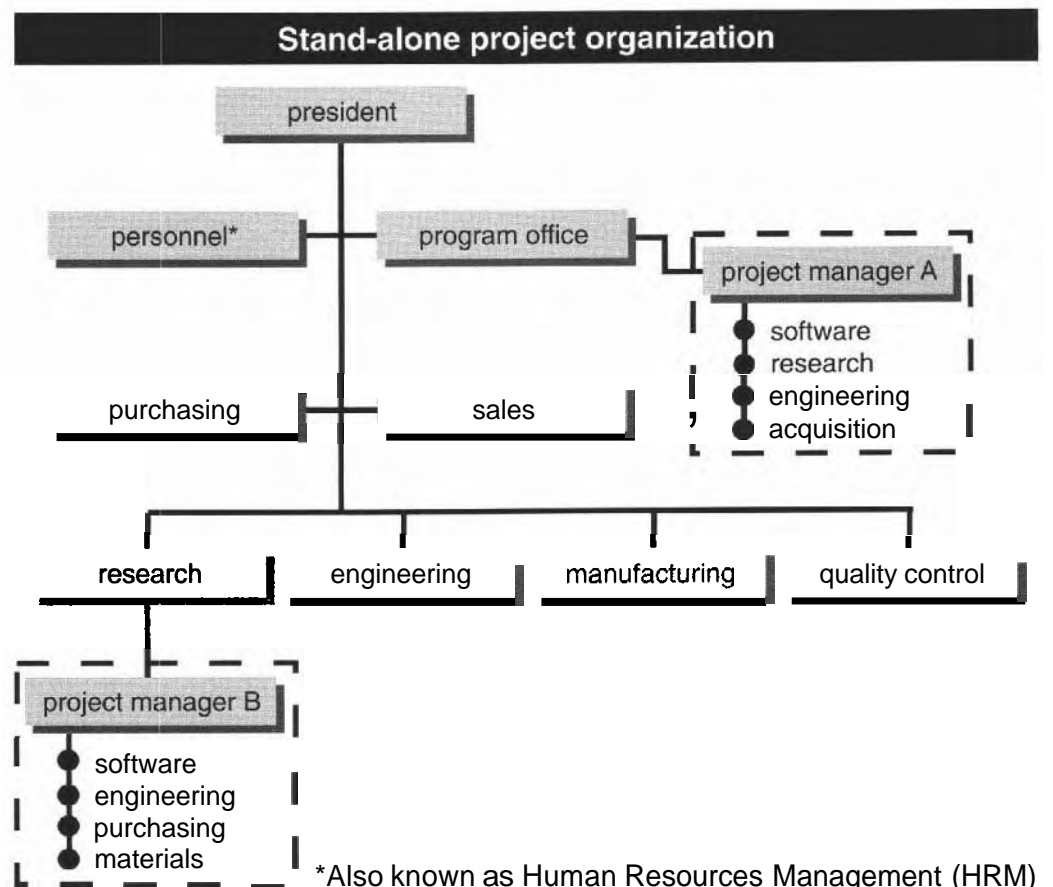 Stand-alone project organization
president
personnel*
program office
project manager A
software
research
engineering
acquisition
purchasing
sales
research
engineering
manufacturing
quality control
project manager B
software
engineering
purchasing
materials
*Also known as Human Resources Management (HRM)